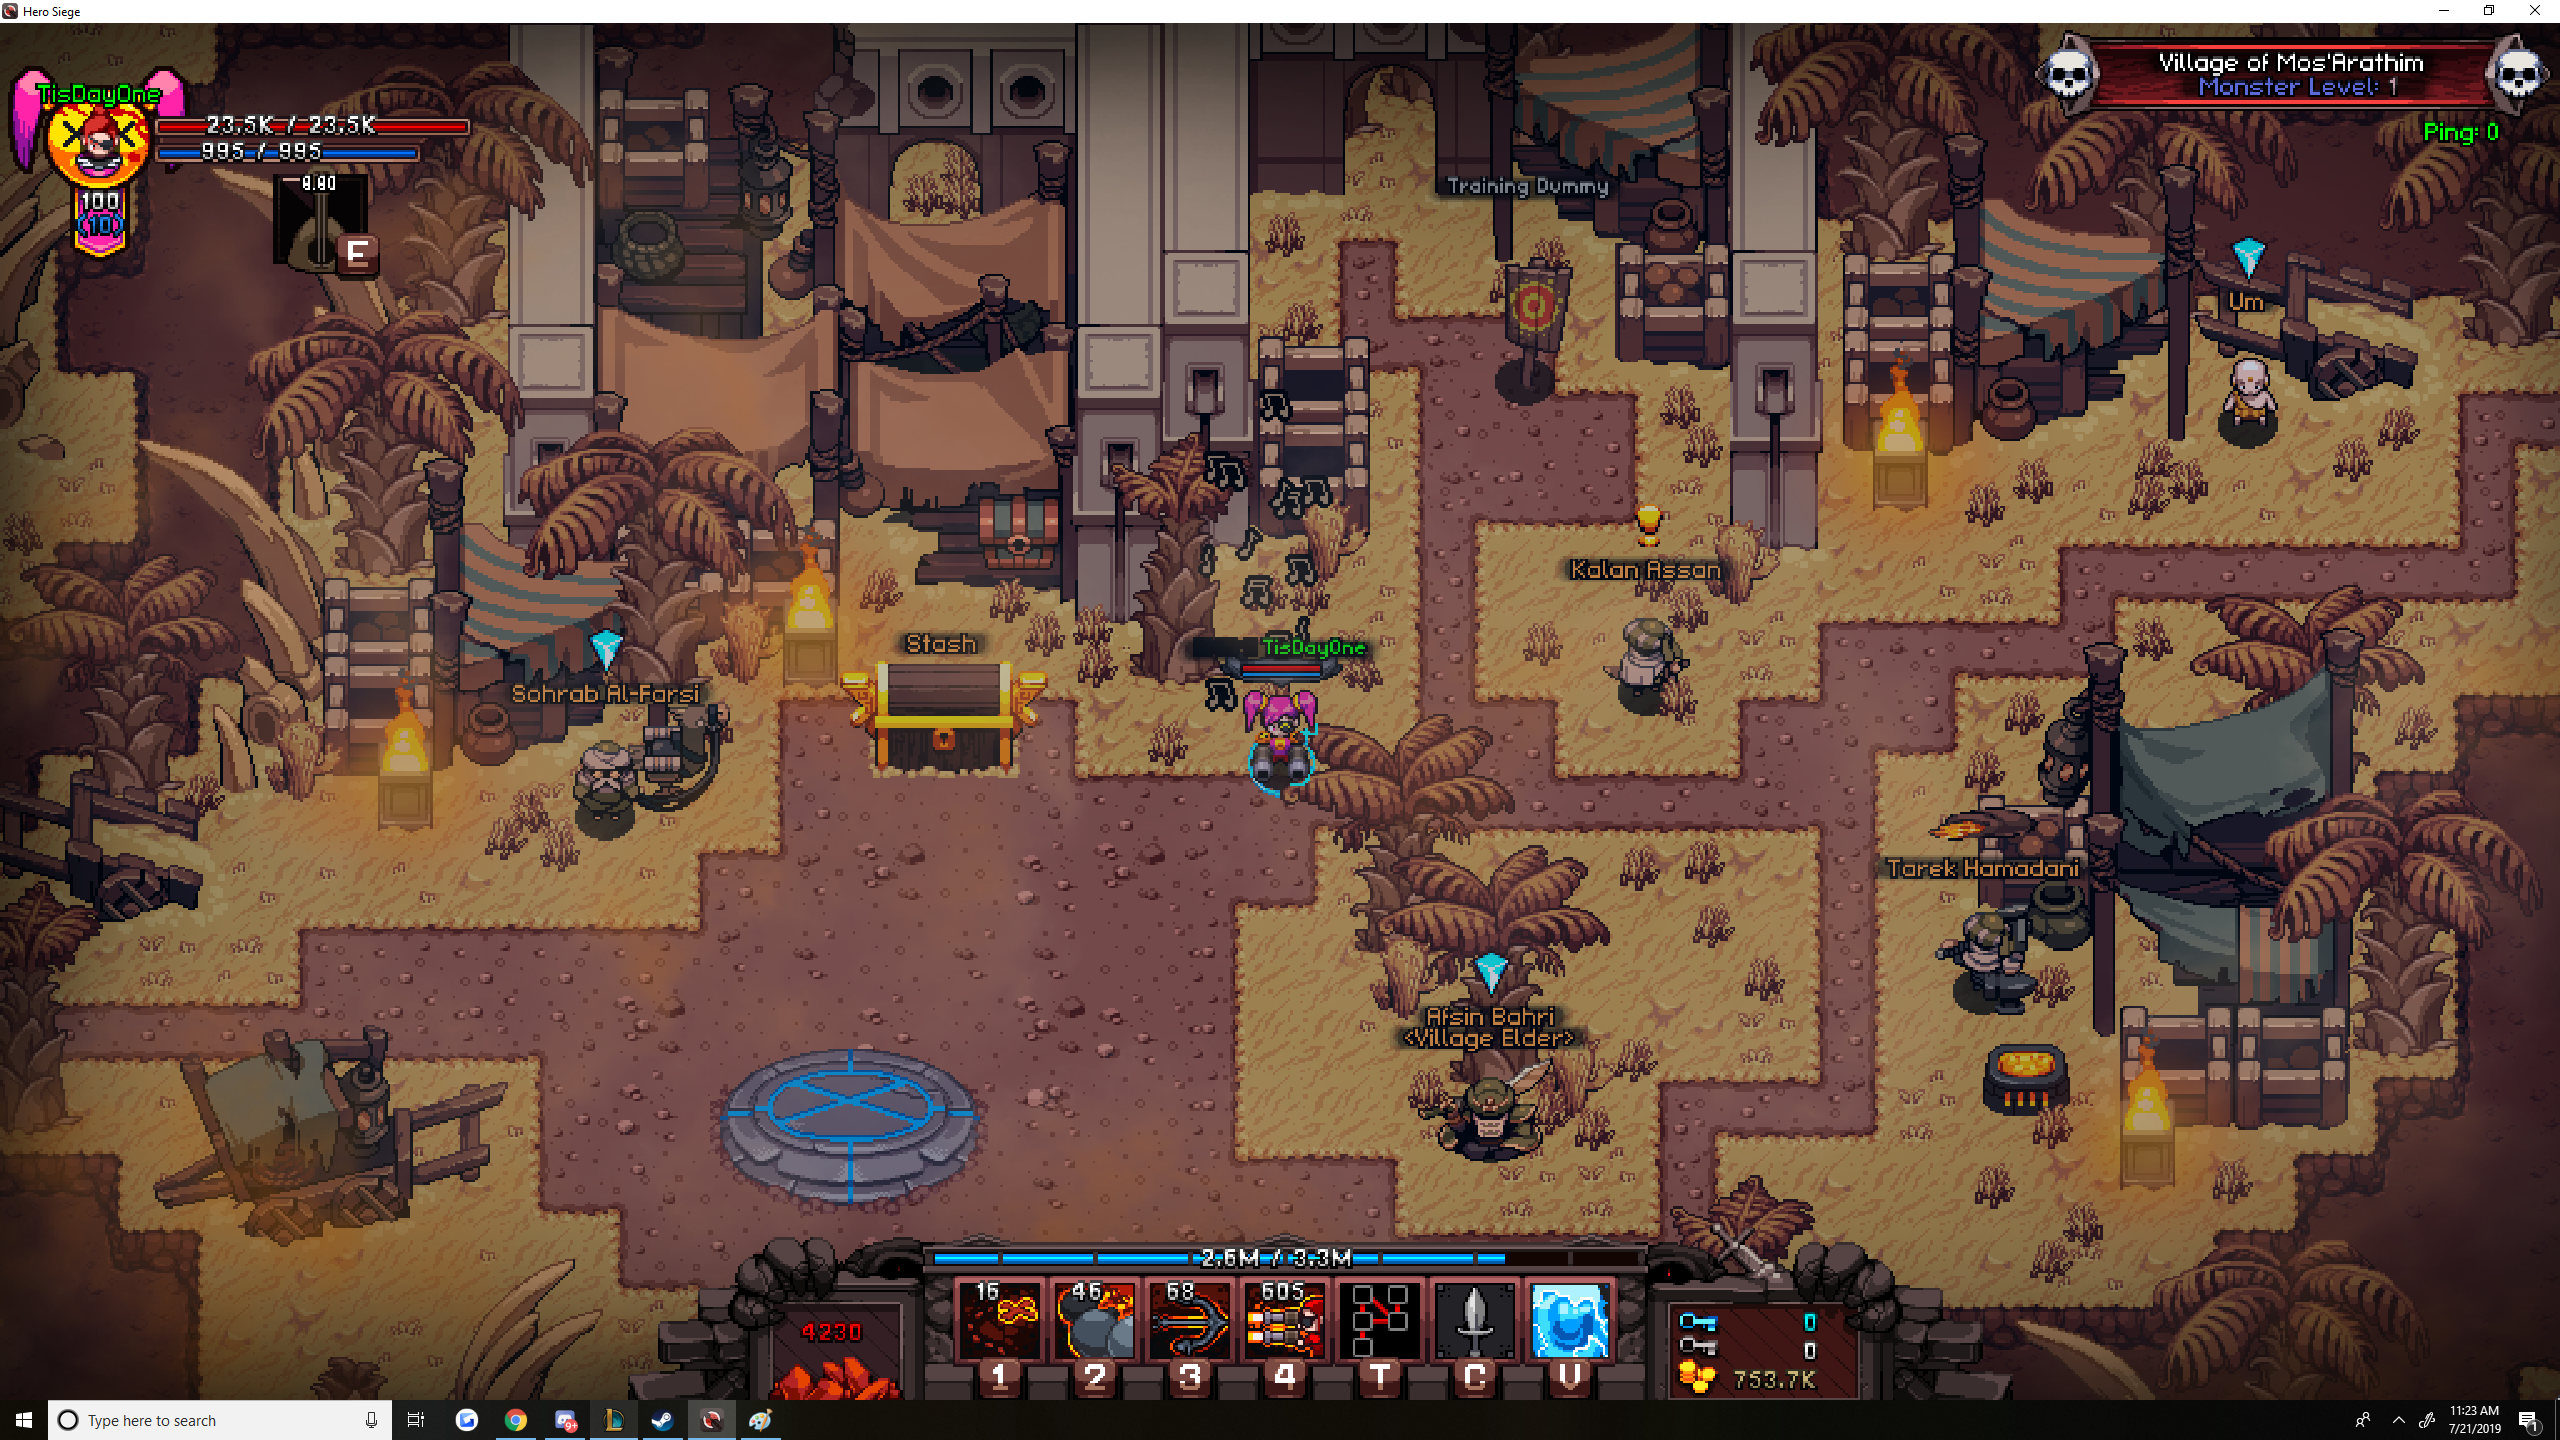 Hero Siege
TisDayOne
23.5K / 23.5K
995 / 995
100
(10)
E
Village of Mos'Arathim
Monster Level: 1
Ping: 0
Training Dummy
Um
Kalan Assan
Stash
TisDayOne
Sohrab Al-Farsi
Tarek Hamadani
Afsin Bahri
<Village Elder>
2.6M / 3.3M
16
46
68
605
4230
1
2
3
4
T
C
V
0
0
753.7K
Type here to search
9+
11:23 AM
7/21/2019
1